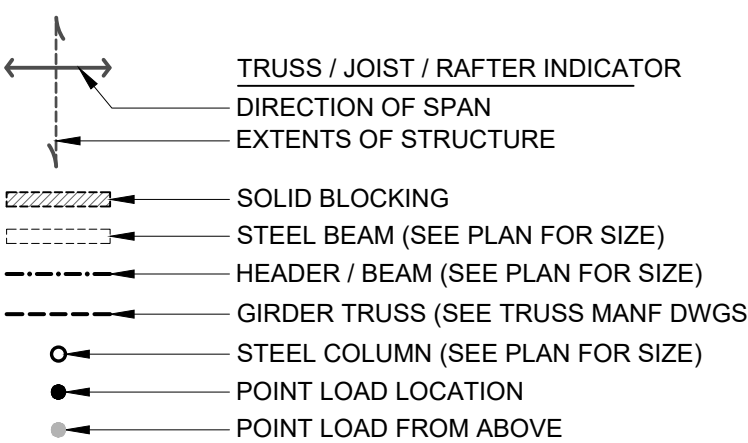 TRUSS / JOIST / RAFTER INDICATOR
DIRECTION OF SPAN
EXTENTS OF STRUCTURE
SOLID BLOCKING
STEEL BEAM (SEE PLAN FOR SIZE)
HEADER / BEAM (SEE PLAN FOR SIZE)
GIRDER TRUSS (SEE TRUSS MANF DWGS
STEEL COLUMN (SEE PLAN FOR SIZE)
POINT LOAD LOCATION
POINT LOAD FROM ABOVE